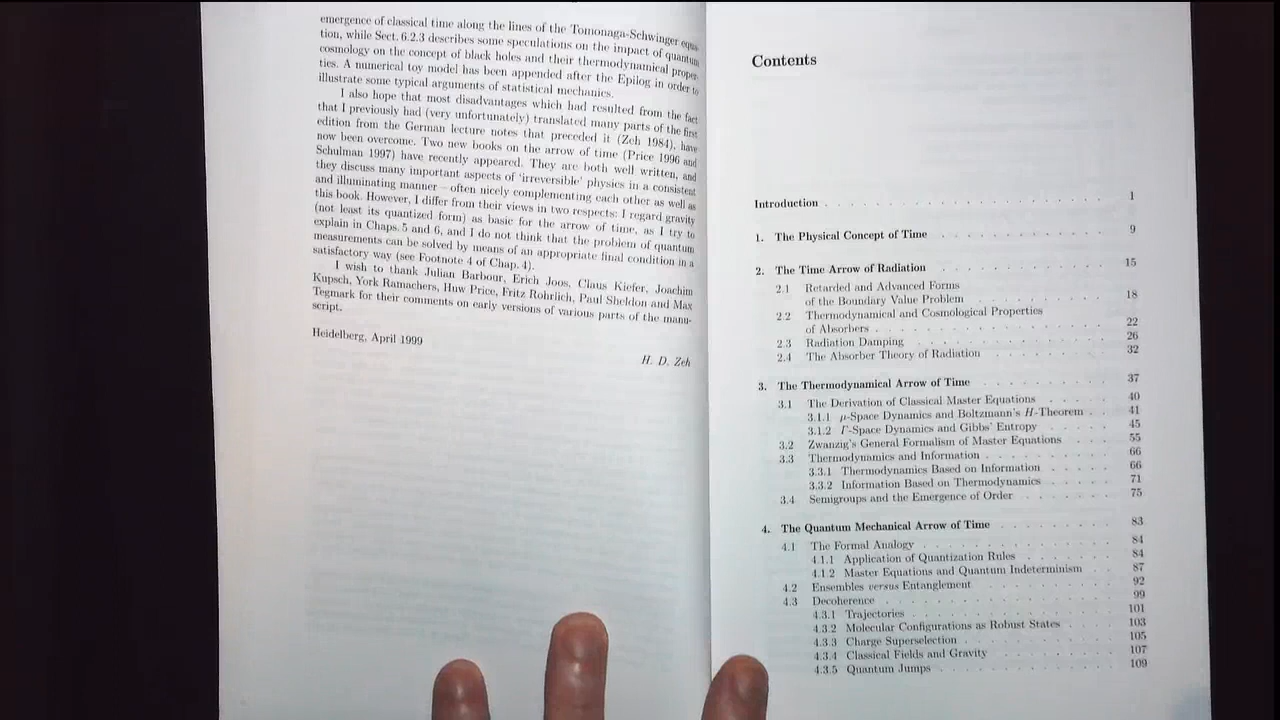 emergence of classical time along the lines of the Tomonaga-Schwinger equa-
tion, while Sect. 6.2.3 describes some speculations on the impact of quantum
cosmology on the concept of black holes and their thermodynamical proper-
ties. A numerical toy model has been appended after the Epilog in order to
illustrate some typical arguments of statistical mechanics.
I also hope that most disadvantages which had resulted from the fact
that I previously had (very unfortunately) translated many parts of the first
edition from the German lecture notes that preceded it (Zeh 1984), have
now been overcome. Two new books on the arrow of time (Price 1996 and
Schulman 1997) have recently appeared. They are both well written, and
they discuss many important aspects of ‘irreversible’ physics in a consistent
and illuminating manner – often nicely complementing each other as well as
this book. However, I differ from their views in two respects: I regard gravity
(not least its quantized form) as basic for the arrow of time, as I try to
explain in Chaps. 5 and 6, and I do not think that the problem of quantum
measurements can be solved by means of an appropriate final condition in a
satisfactory way (see Footnote 4 of Chap. 4).
I wish to thank Julian Barbour, Erich Joos, Claus Kiefer, Joachim
Kupsch, York Ramachers, Huw Price, Fritz Rohrlich, Paul Sheldon and Max
Tegmark for their comments on early versions of various parts of the manu-
script.
Heidelberg, April 1999
H. D. Zeh
Contents
Introduction . . . . . . . . . . . . . . . . . . . . 1
1. The Physical Concept of Time . . . . . . . . . . . 9
2. The Time Arrow of Radiation . . . . . . . . . . . 15
2.1 Retarded and Advanced Forms
of the Boundary Value Problem . . . . . . . . . . 18
2.2 Thermodynamical and Cosmological Properties
of Absorbers . . . . . . . . . . . . . . . . . 22
2.3 Radiation Damping . . . . . . . . . . . . . . 26
2.4 The Absorber Theory of Radiation . . . . . . . . . 32
3. The Thermodynamical Arrow of Time . . . . . . . . . 37
3.1 The Derivation of Classical Master Equations . . . . . 40
3.1.1 μ-Space Dynamics and Boltzmann's H-Theorem . . 41
3.1.2 Γ-Space Dynamics and Gibbs' Entropy . . . . . 45
3.2 Zwanzig's General Formalism of Master Equations . . . 55
3.3 Thermodynamics and Information . . . . . . . . . 66
3.3.1 Thermodynamics Based on Information . . . . . 66
3.3.2 Information Based on Thermodynamics . . . . . 71
3.4 Semigroups and the Emergence of Order . . . . . . . 75
4. The Quantum Mechanical Arrow of Time . . . . . . . . 83
4.1 The Formal Analogy . . . . . . . . . . . . . 84
4.1.1 Application of Quantization Rules . . . . . . . 84
4.1.2 Master Equations and Quantum Indeterminism . . 87
4.2 Ensembles versus Entanglement . . . . . . . . . . 92
4.3 Decoherence . . . . . . . . . . . . . . . . 99
4.3.1 Trajectories . . . . . . . . . . . . . . 101
4.3.2 Molecular Configurations as Robust States . . . . 103
4.3.3 Charge Superselection . . . . . . . . . . . 105
4.3.4 Classical Fields and Gravity . . . . . . . . . 107
4.3.5 Quantum Jumps . . . . . . . . . . . . . 109